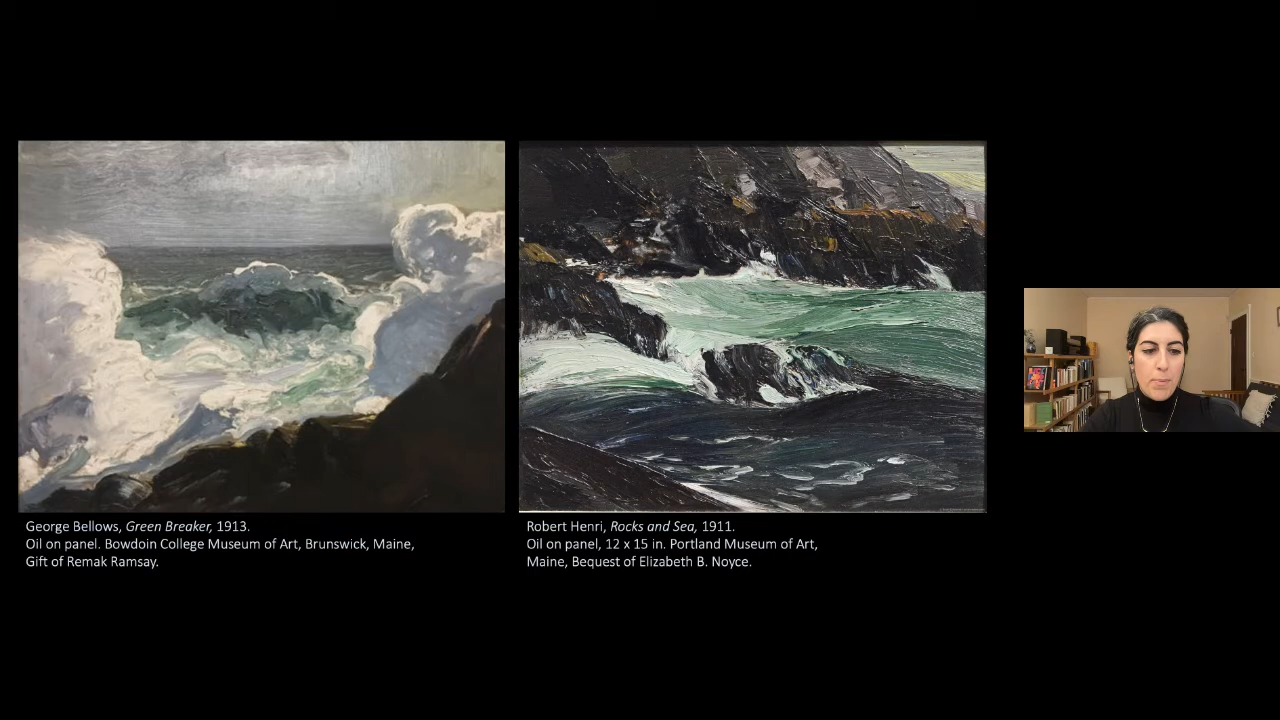 George Bellows, Green Breaker, 1913.
Oil on panel. Bowdoin College Museum of Art, Brunswick, Maine,
Gift of Remak Ramsay.
Robert Henri, Rocks and Sea, 1911.
Oil on panel, 12 x 15 in. Portland Museum of Art,
Maine, Bequest of Elizabeth B. Noyce.